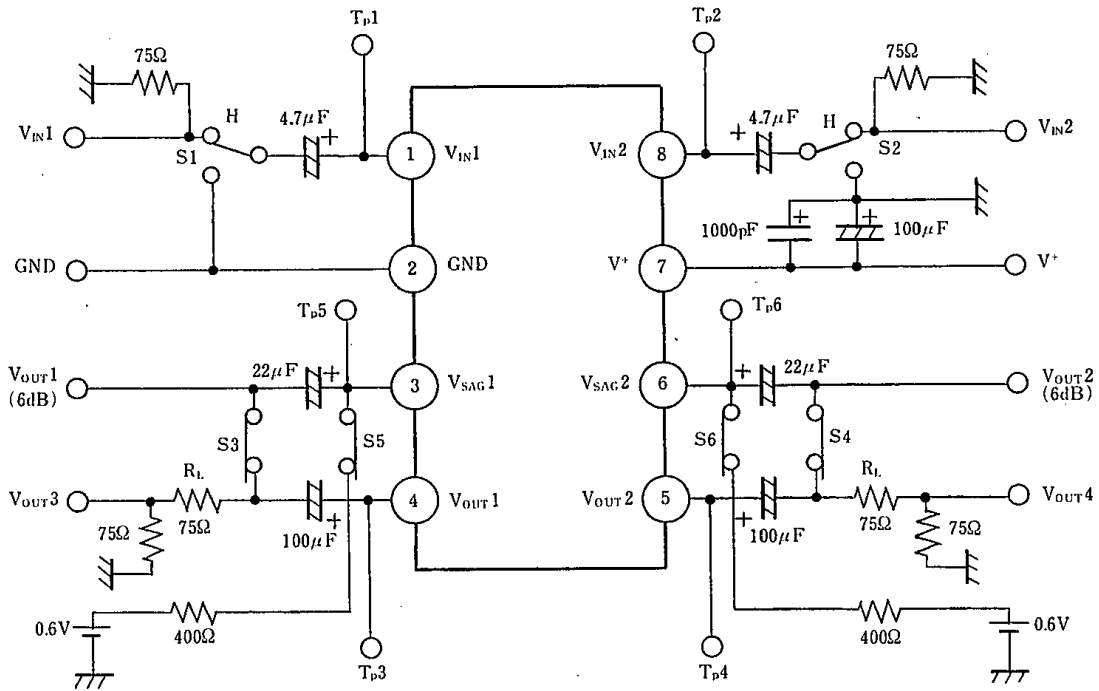 Tp1
Tp2
75Ω
75Ω
VIN1
H
4.7μF
+
S1
1
VIN1
VIN2
8
+
4.7μF
H
S2
VIN2
1000pF
+
+
100μF
GND
2
GND
V+
7
V+
Tp5
Tp6
VOUT1
(6dB)
22μF
+
3
VSAG1
VSAG2
6
+
22μF
VOUT2
(6dB)
S3
S5
S6
S4
VOUT3
RL
75Ω
75Ω
100μF
+
4
VOUT1
VOUT2
5
+
100μF
RL
75Ω
75Ω
VOUT4
0.6V
400Ω
Tp3
Tp4
400Ω
0.6V